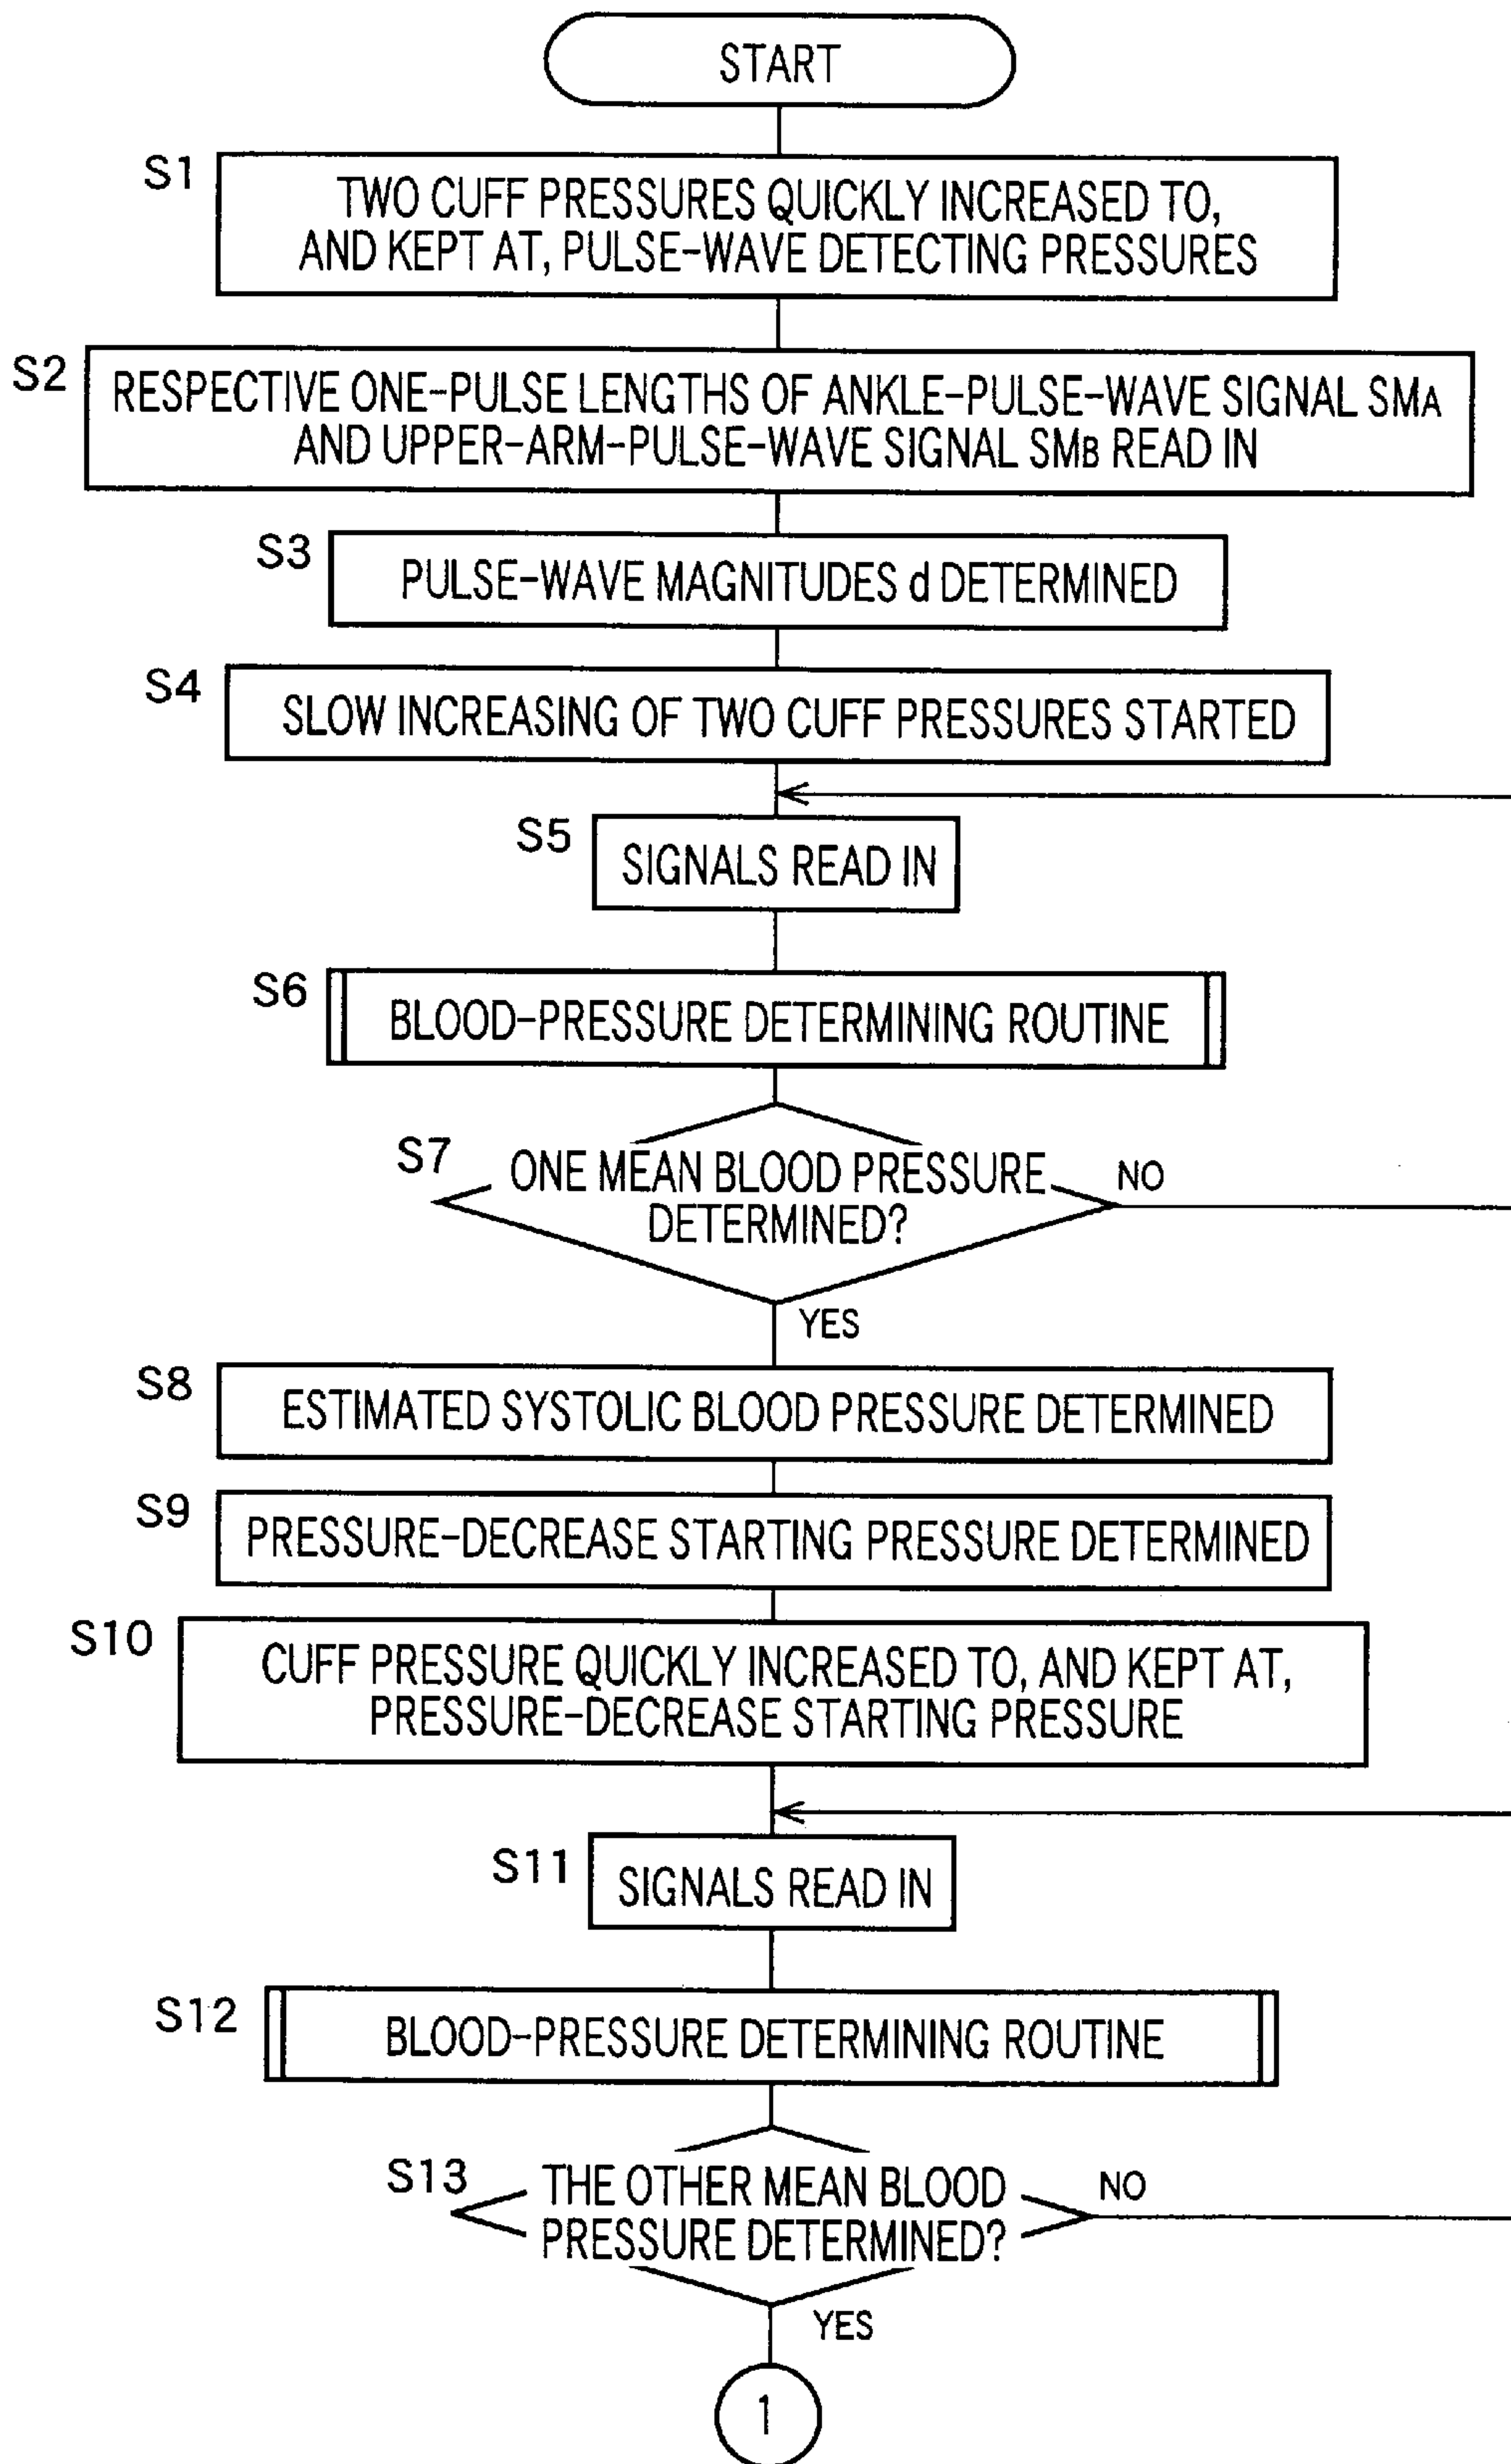 START
S1
TWO CUFF PRESSURES QUICKLY INCREASED TO,
AND KEPT AT, PULSE-WAVE DETECTING PRESSURES
S2
RESPECTIVE ONE-PULSE LENGTHS OF ANKLE-PULSE-WAVE SIGNAL SMA
AND UPPER-ARM-PULSE-WAVE SIGNAL SMB READ IN
S3
PULSE-WAVE MAGNITUDES d DETERMINED
S4
SLOW INCREASING OF TWO CUFF PRESSURES STARTED
S5
SIGNALS READ IN
S6
BLOOD-PRESSURE DETERMINING ROUTINE
S7
ONE MEAN BLOOD PRESSURE
DETERMINED?
NO
YES
S8
ESTIMATED SYSTOLIC BLOOD PRESSURE DETERMINED
S9
PRESSURE-DECREASE STARTING PRESSURE DETERMINED
S10
CUFF PRESSURE QUICKLY INCREASED TO, AND KEPT AT,
PRESSURE-DECREASE STARTING PRESSURE
S11
SIGNALS READ IN
S12
BLOOD-PRESSURE DETERMINING ROUTINE
S13
THE OTHER MEAN BLOOD
PRESSURE DETERMINED?
NO
YES
1